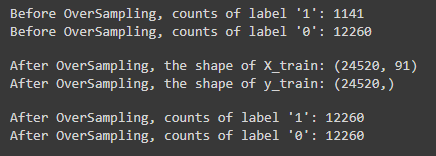 Before OverSampling, counts of label '1': 1141
Before OverSampling, counts of label '0': 12260
After OverSampling, the shape of X_train: (24520, 91)
After OverSampling, the shape of y_train: (24520,)
After OverSampling, counts of label '1': 12260
After OverSampling, counts of label '0': 12260